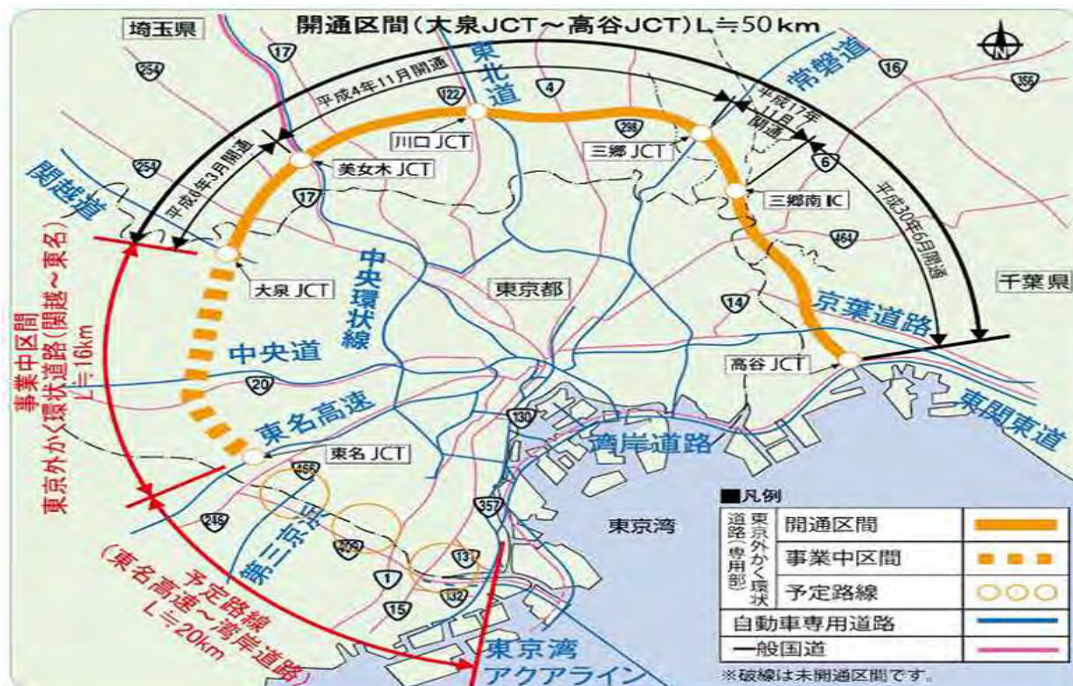 開通区間(大泉JCT~高谷JCT)L≒50km
埼玉県
17
254
東北道
平成4年11月開通
122
4
常磐道
16
356
N
平成17年
11月
開通
298
川口JCT
三郷JCT
6
254
平成6年3月開通
美女木JCT
17
関越道
三郷南IC
平成30年6月開通
464
大泉JCT
中央環状線
東京都
千葉県
14
京葉道路
事業中区間
東京外かく環状道路(関越~東名)
L≒16km
中央道
20
高谷JCT
東関東道
東名高速
130
湾岸道路
東名JCT
466
357
246
第三京浜
409
東京湾
1
131
15
132
予定路線
(東名高速~湾岸道路)
L≒20km
東京湾
アクアライン
■凡例
東京外かく環状
道路(専用部)
開通区間
事業中区間
予定路線
自動車専用道路
一般国道
※破線は未開通区間です。